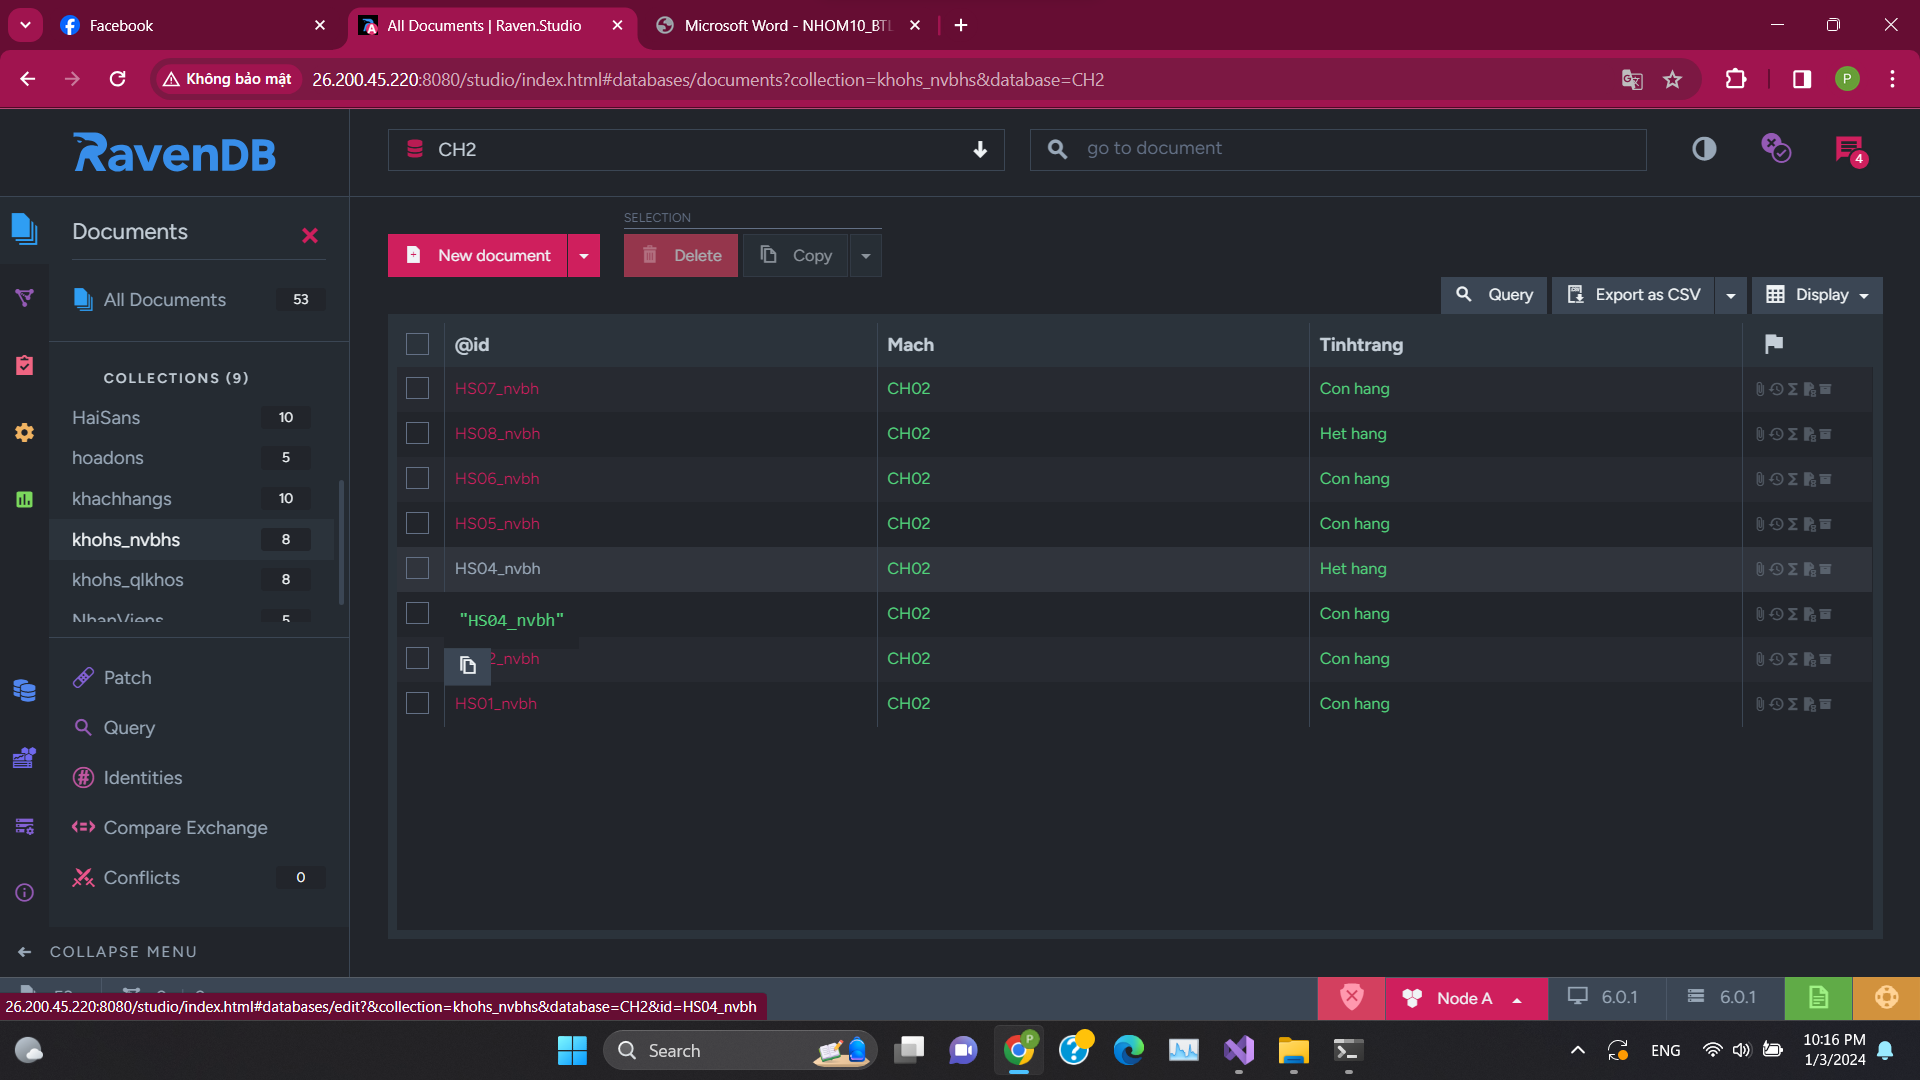 Facebook
All Documents | Raven.Studio
Microsoft Word - NHOM10_BTL
Không bảo mật
26.200.45.220:8080/studio/index.html#databases/documents?collection=khohs_nvbhs&database=CH2
P
RavenDB
CH2
go to document
4
Documents
All Documents 53
COLLECTIONS (9)
HaiSans 10
hoadons 5
khachhangs 10
khohs_nvbhs 8
khohs_qlkhos 8
NhanViens 5
Patch
Query
Identities
Compare Exchange
Conflicts 0
COLLAPSE MENU
SELECTION
New document
Delete
Copy
Query
Export as CSV
Display
@id Mach Tinhtrang
HS07_nvbh CH02 Con hang
HS08_nvbh CH02 Het hang
HS06_nvbh CH02 Con hang
HS05_nvbh CH02 Con hang
HS04_nvbh CH02 Het hang
"HS04_nvbh" CH02 Con hang
2_nvbh CH02 Con hang
HS01_nvbh CH02 Con hang
26.200.45.220:8080/studio/index.html#databases/edit?&collection=khohs_nvbhs&database=CH2&id=HS04_nvbh
Node A
6.0.1
6.0.1
Search
P
ENG
10:16 PM
1/3/2024